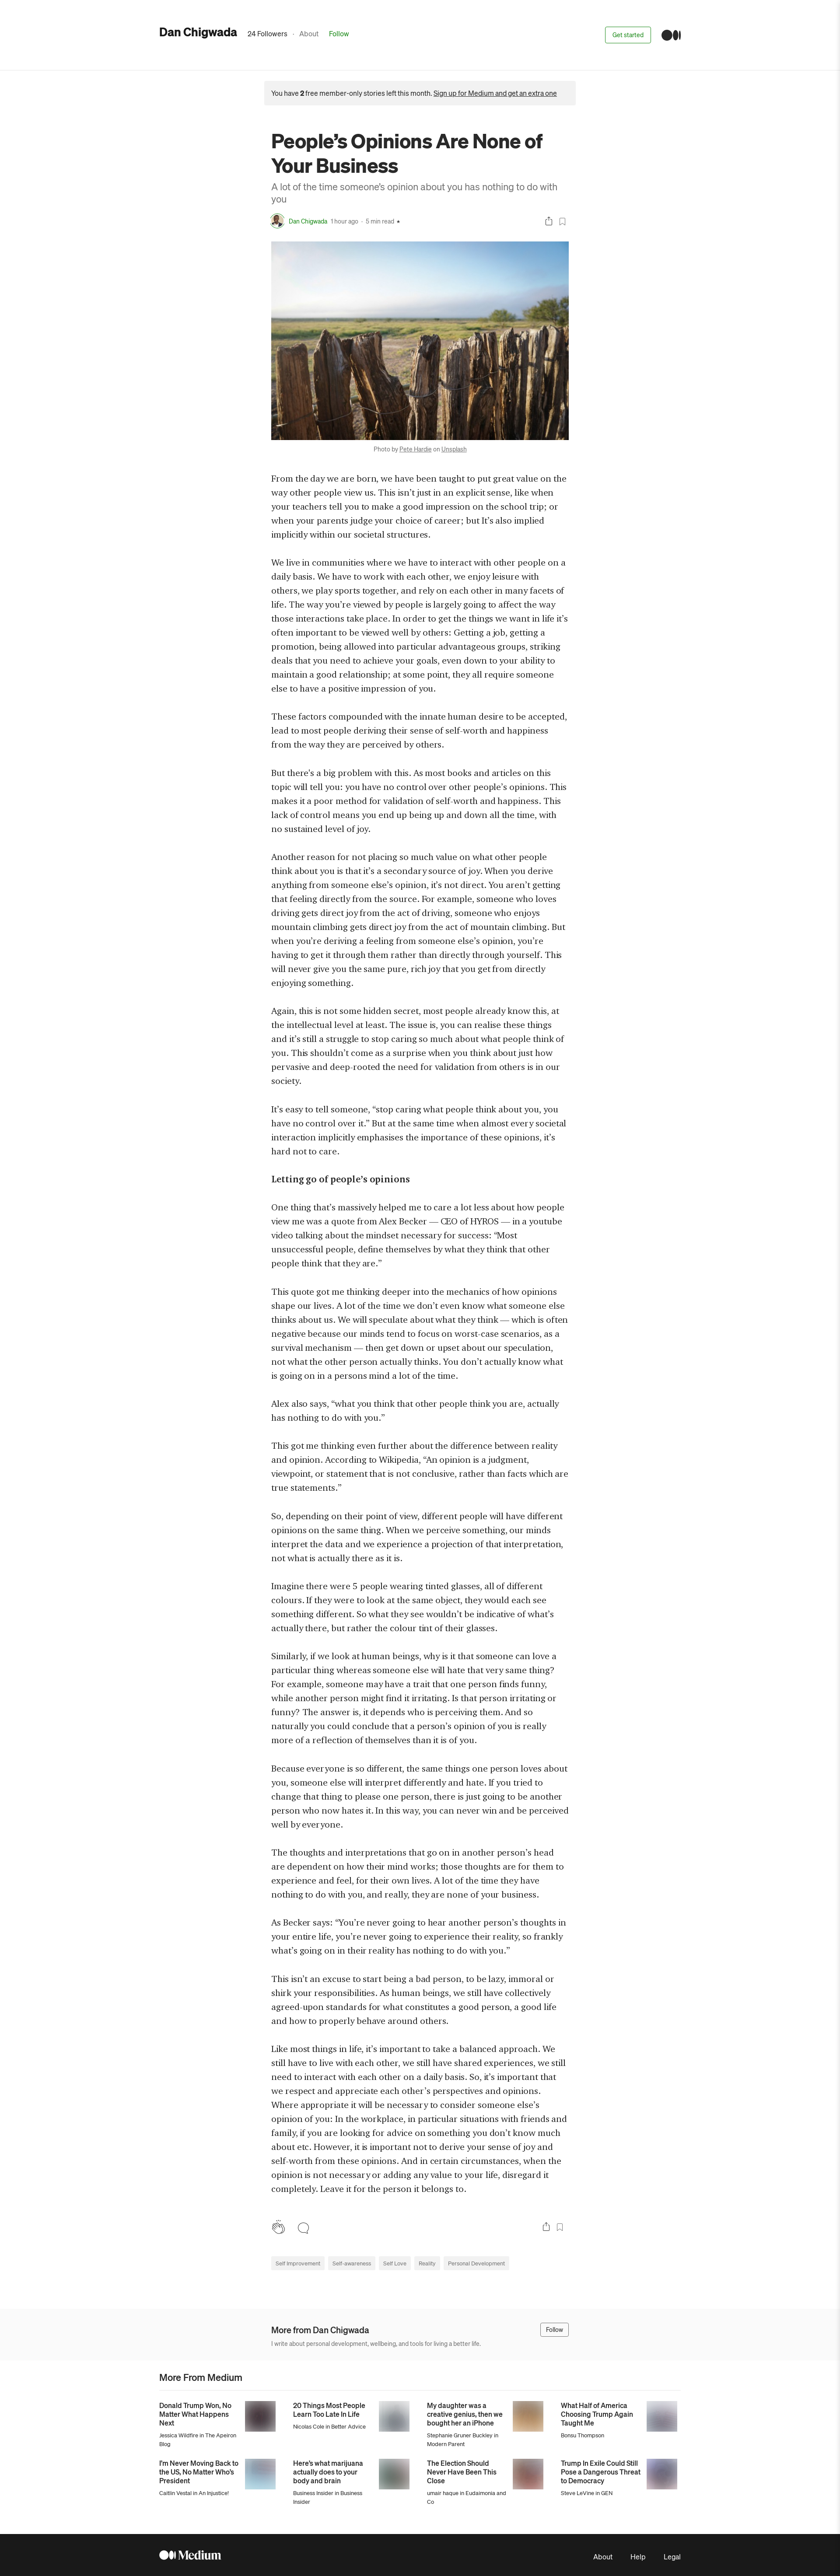 Dan Chigwada
24 Followers · About Follow
Get started
You have 2 free member-only stories left this month. Sign up for Medium and get an extra one
People’s Opinions Are None of
Your Business
A lot of the time someone’s opinion about you has nothing to do with
you
Dan Chigwada 1 hour ago · 5 min read ★
Photo by Pete Hardie on Unsplash
From the day we are born, we have been taught to put great value on the
way other people view us. This isn’t just in an explicit sense, like when
your teachers tell you to make a good impression on the school trip; or
when your parents judge your choice of career; but It’s also implied
implicitly within our societal structures.
We live in communities where we have to interact with other people on a
daily basis. We have to work with each other, we enjoy leisure with
others, we play sports together, and rely on each other in many facets of
life. The way you’re viewed by people is largely going to affect the way
those interactions take place. In order to get the things we want in life it’s
often important to be viewed well by others: Getting a job, getting a
promotion, being allowed into particular advantageous groups, striking
deals that you need to achieve your goals, even down to your ability to
maintain a good relationship; at some point, they all require someone
else to have a positive impression of you.
These factors compounded with the innate human desire to be accepted,
lead to most people deriving their sense of self-worth and happiness
from the way they are perceived by others.
But there’s a big problem with this. As most books and articles on this
topic will tell you: you have no control over other people’s opinions. This
makes it a poor method for validation of self-worth and happiness. This
lack of control means you end up being up and down all the time, with
no sustained level of joy.
Another reason for not placing so much value on what other people
think about you is that it’s a secondary source of joy. When you derive
anything from someone else’s opinion, it’s not direct. You aren’t getting
that feeling directly from the source. For example, someone who loves
driving gets direct joy from the act of driving, someone who enjoys
mountain climbing gets direct joy from the act of mountain climbing. But
when you’re deriving a feeling from someone else’s opinion, you’re
having to get it through them rather than directly through yourself. This
will never give you the same pure, rich joy that you get from directly
enjoying something.
Again, this is not some hidden secret, most people already know this, at
the intellectual level at least. The issue is, you can realise these things
and it’s still a struggle to stop caring so much about what people think of
you. This shouldn’t come as a surprise when you think about just how
pervasive and deep-rooted the need for validation from others is in our
society.
It’s easy to tell someone, “stop caring what people think about you, you
have no control over it.” But at the same time when almost every societal
interaction implicitly emphasises the importance of these opinions, it’s
hard not to care.
Letting go of people’s opinions
One thing that’s massively helped me to care a lot less about how people
view me was a quote from Alex Becker — CEO of HYROS — in a youtube
video talking about the mindset necessary for success: “Most
unsuccessful people, define themselves by what they think that other
people think that they are.”
This quote got me thinking deeper into the mechanics of how opinions
shape our lives. A lot of the time we don’t even know what someone else
thinks about us. We will speculate about what they think — which is often
negative because our minds tend to focus on worst-case scenarios, as a
survival mechanism — then get down or upset about our speculation,
not what the other person actually thinks. You don’t actually know what
is going on in a persons mind a lot of the time.
Alex also says, “what you think that other people think you are, actually
has nothing to do with you.”
This got me thinking even further about the difference between reality
and opinion. According to Wikipedia, “An opinion is a judgment,
viewpoint, or statement that is not conclusive, rather than facts which are
true statements.”
So, depending on their point of view, different people will have different
opinions on the same thing. When we perceive something, our minds
interpret the data and we experience a projection of that interpretation,
not what is actually there as it is.
Imagine there were 5 people wearing tinted glasses, all of different
colours. If they were to look at the same object, they would each see
something different. So what they see wouldn’t be indicative of what’s
actually there, but rather the colour tint of their glasses.
Similarly, if we look at human beings, why is it that someone can love a
particular thing whereas someone else will hate that very same thing?
For example, someone may have a trait that one person finds funny,
while another person might find it irritating. Is that person irritating or
funny? The answer is, it depends who is perceiving them. And so
naturally you could conclude that a person’s opinion of you is really
more of a reflection of themselves than it is of you.
Because everyone is so different, the same things one person loves about
you, someone else will interpret differently and hate. If you tried to
change that thing to please one person, there is just going to be another
person who now hates it. In this way, you can never win and be perceived
well by everyone.
The thoughts and interpretations that go on in another person’s head
are dependent on how their mind works; those thoughts are for them to
experience and feel, for their own lives. A lot of the time they have
nothing to do with you, and really, they are none of your business.
As Becker says: “You’re never going to hear another person’s thoughts in
your entire life, you’re never going to experience their reality, so frankly
what’s going on in their reality has nothing to do with you.”
This isn’t an excuse to start being a bad person, to be lazy, immoral or
shirk your responsibilities. As human beings, we still have collectively
agreed-upon standards for what constitutes a good person, a good life
and how to properly behave around others.
Like most things in life, it’s important to take a balanced approach. We
still have to live with each other, we still have shared experiences, we still
need to interact with each other on a daily basis. So, it’s important that
we respect and appreciate each other’s perspectives and opinions.
Where appropriate it will be necessary to consider someone else’s
opinion of you: In the workplace, in particular situations with friends and
family, if you are looking for advice on something you don’t know much
about etc. However, it is important not to derive your sense of joy and
self-worth from these opinions. And in certain circumstances, when the
opinion is not necessary or adding any value to your life, disregard it
completely. Leave it for the person it belongs to.
Self Improvement Self-awareness Self Love Reality Personal Development
More from Dan Chigwada
Follow
I write about personal development, wellbeing, and tools for living a better life.
More From Medium
Donald Trump Won, No
Matter What Happens
Next
Jessica Wildfire in The Apeiron
Blog
20 Things Most People
Learn Too Late In Life
Nicolas Cole in Better Advice
My daughter was a
creative genius, then we
bought her an iPhone
Stephanie Gruner Buckley in
Modern Parent
What Half of America
Choosing Trump Again
Taught Me
Bonsu Thompson
I’m Never Moving Back to
the US, No Matter Who’s
President
Caitlin Vestal in An Injustice!
Here’s what marijuana
actually does to your
body and brain
Business Insider in Business
Insider
The Election Should
Never Have Been This
Close
umair haque in Eudaimonia and
Co
Trump In Exile Could Still
Pose a Dangerous Threat
to Democracy
Steve LeVine in GEN
Medium
About Help Legal